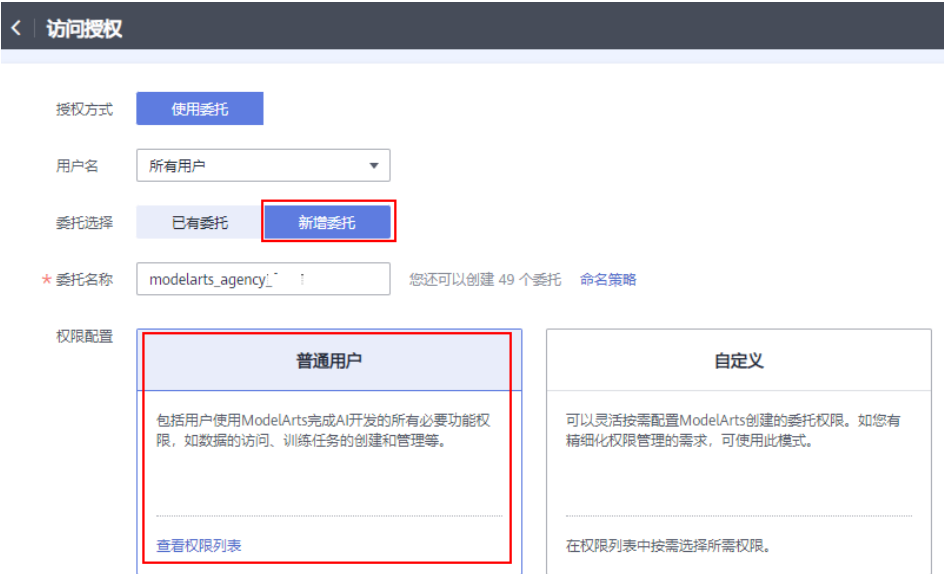 访问授权
授权方式
使用委托
用户名
所有用户
委托选择
已有委托
新增委托
* 委托名称
modelarts_agency_
您还可以创建 49 个委托
命名策略
权限配置
普通用户
包括用户使用ModelArts完成AI开发的所有必要功能权
限，如数据的访问、训练任务的创建和管理等。
查看权限列表
自定义
可以灵活按需配置ModelArts创建的委托权限。如您有
精细化权限管理的需求，可使用此模式。
在权限列表中按需选择所需权限。